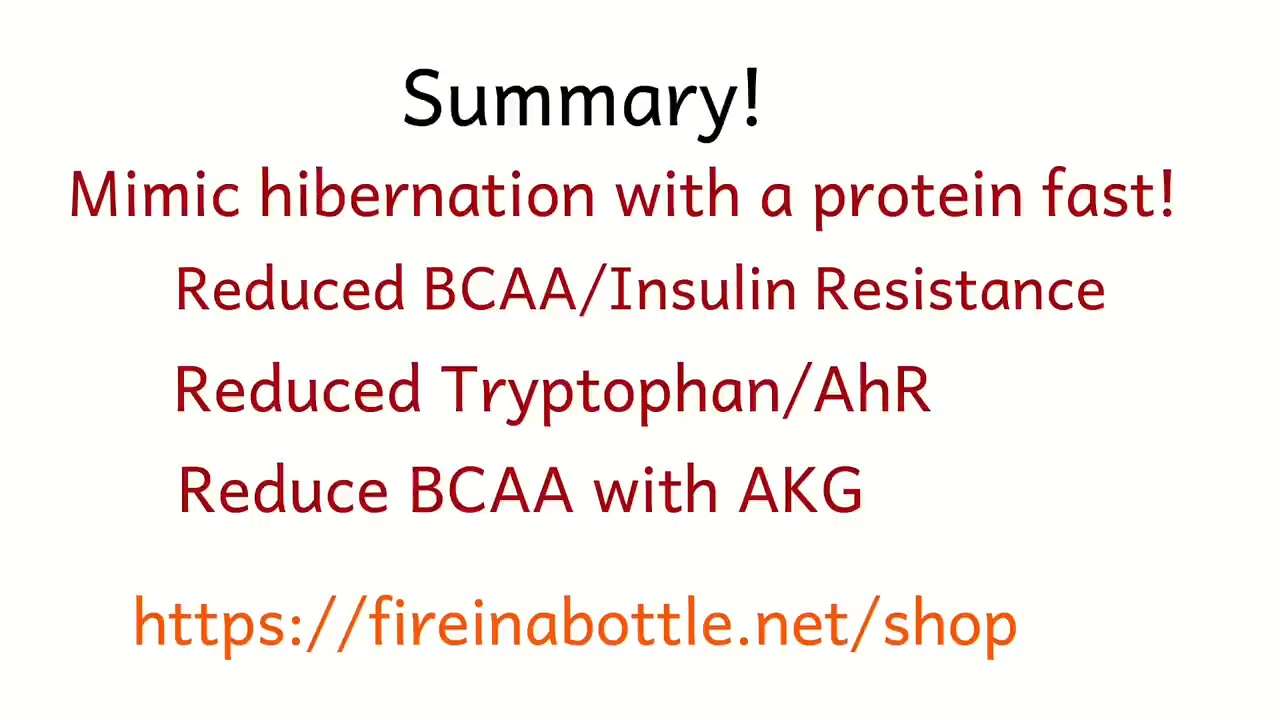 Summary!
Mimic hibernation with a protein fast!
Reduced BCAA/Insulin Resistance
Reduced Tryptophan/AhR
Reduce BCAA with AKG
https://fireinabottle.net/shop